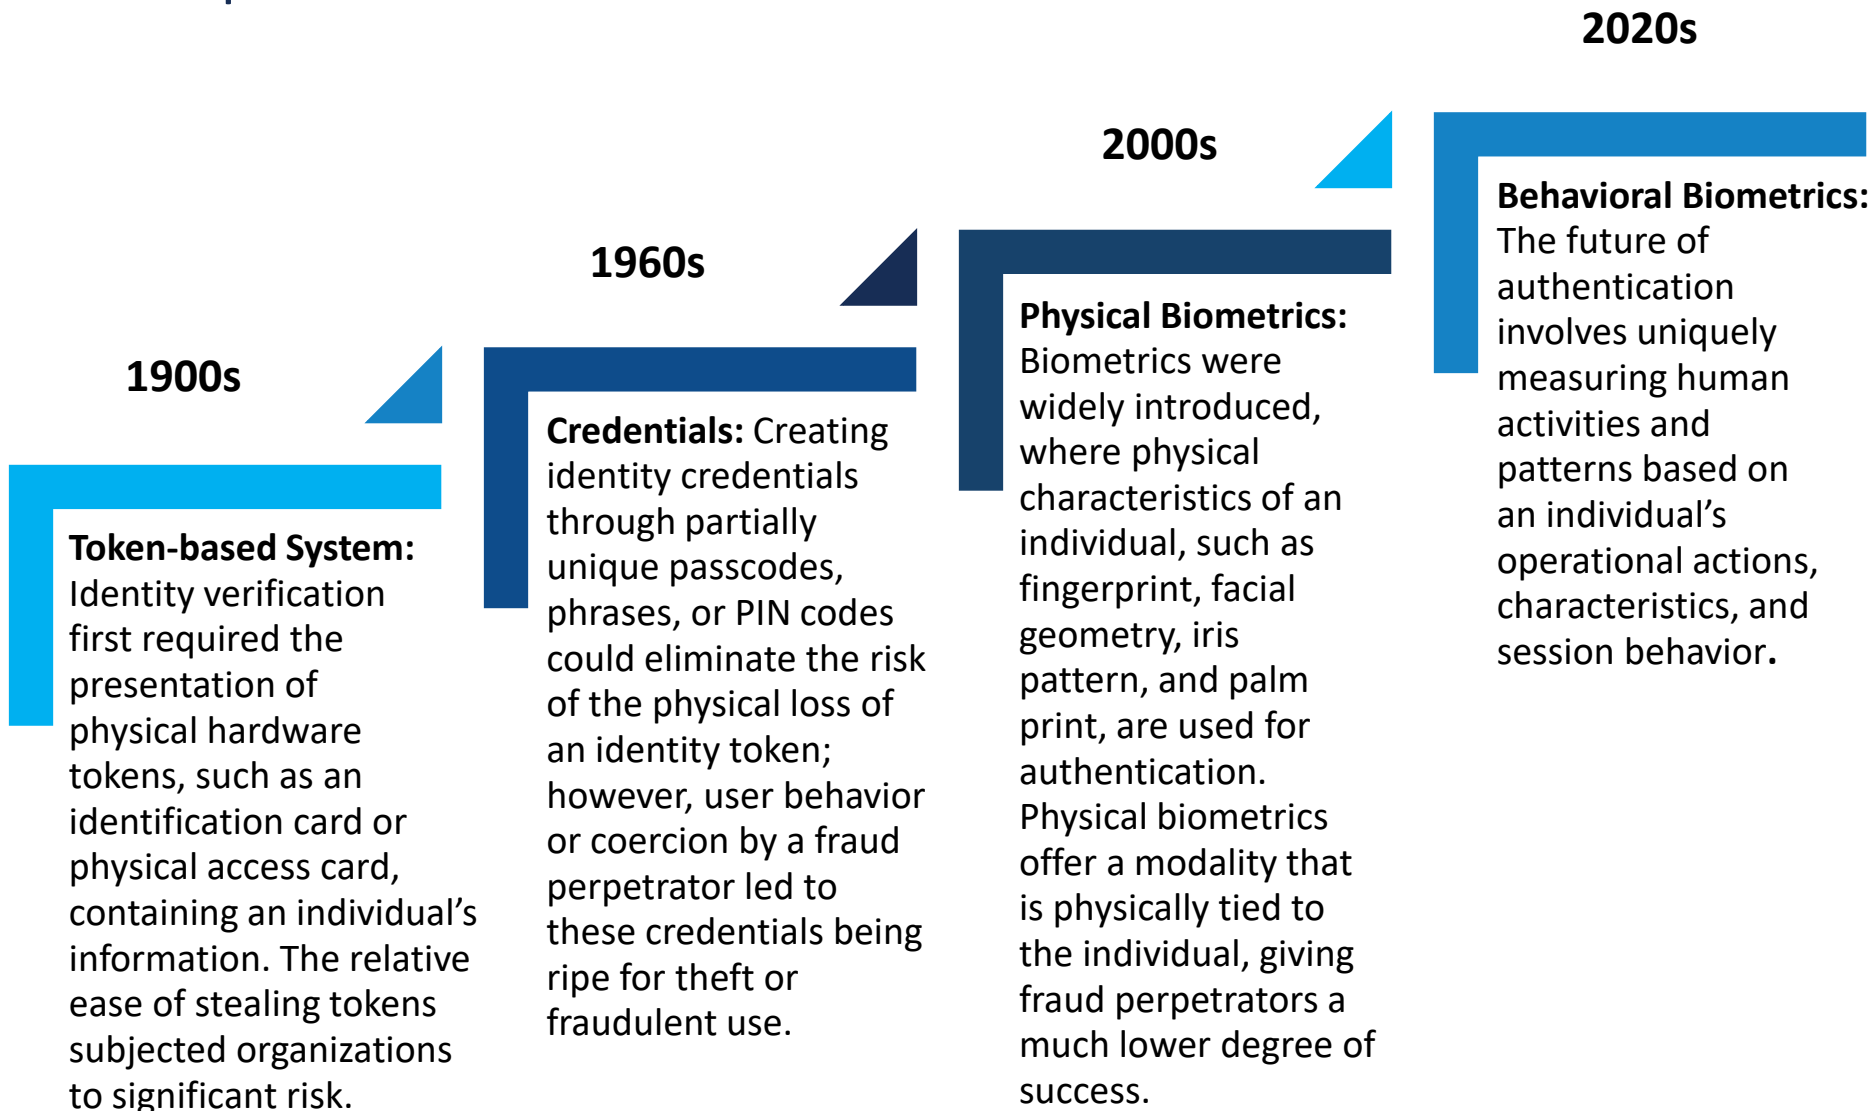 1900s
Token-based System:
Identity verification
first required the
presentation of
physical hardware
tokens, such as an
identification card or
physical access card,
containing an individual’s
information. The relative
ease of stealing tokens
subjected organizations
to significant risk.
1960s
Credentials: Creating
identity credentials
through partially
unique passcodes,
phrases, or PIN codes
could eliminate the risk
of the physical loss of
an identity token;
however, user behavior
or coercion by a fraud
perpetrator led to
these credentials being
ripe for theft or
fraudulent use.
2000s
Physical Biometrics:
Biometrics were
widely introduced,
where physical
characteristics of an
individual, such as
fingerprint, facial
geometry, iris
pattern, and palm
print, are used for
authentication.
Physical biometrics
offer a modality that
is physically tied to
the individual, giving
fraud perpetrators a
much lower degree of
success.
2020s
Behavioral Biometrics:
The future of
authentication
involves uniquely
measuring human
activities and
patterns based on
an individual’s
operational actions,
characteristics, and
session behavior.